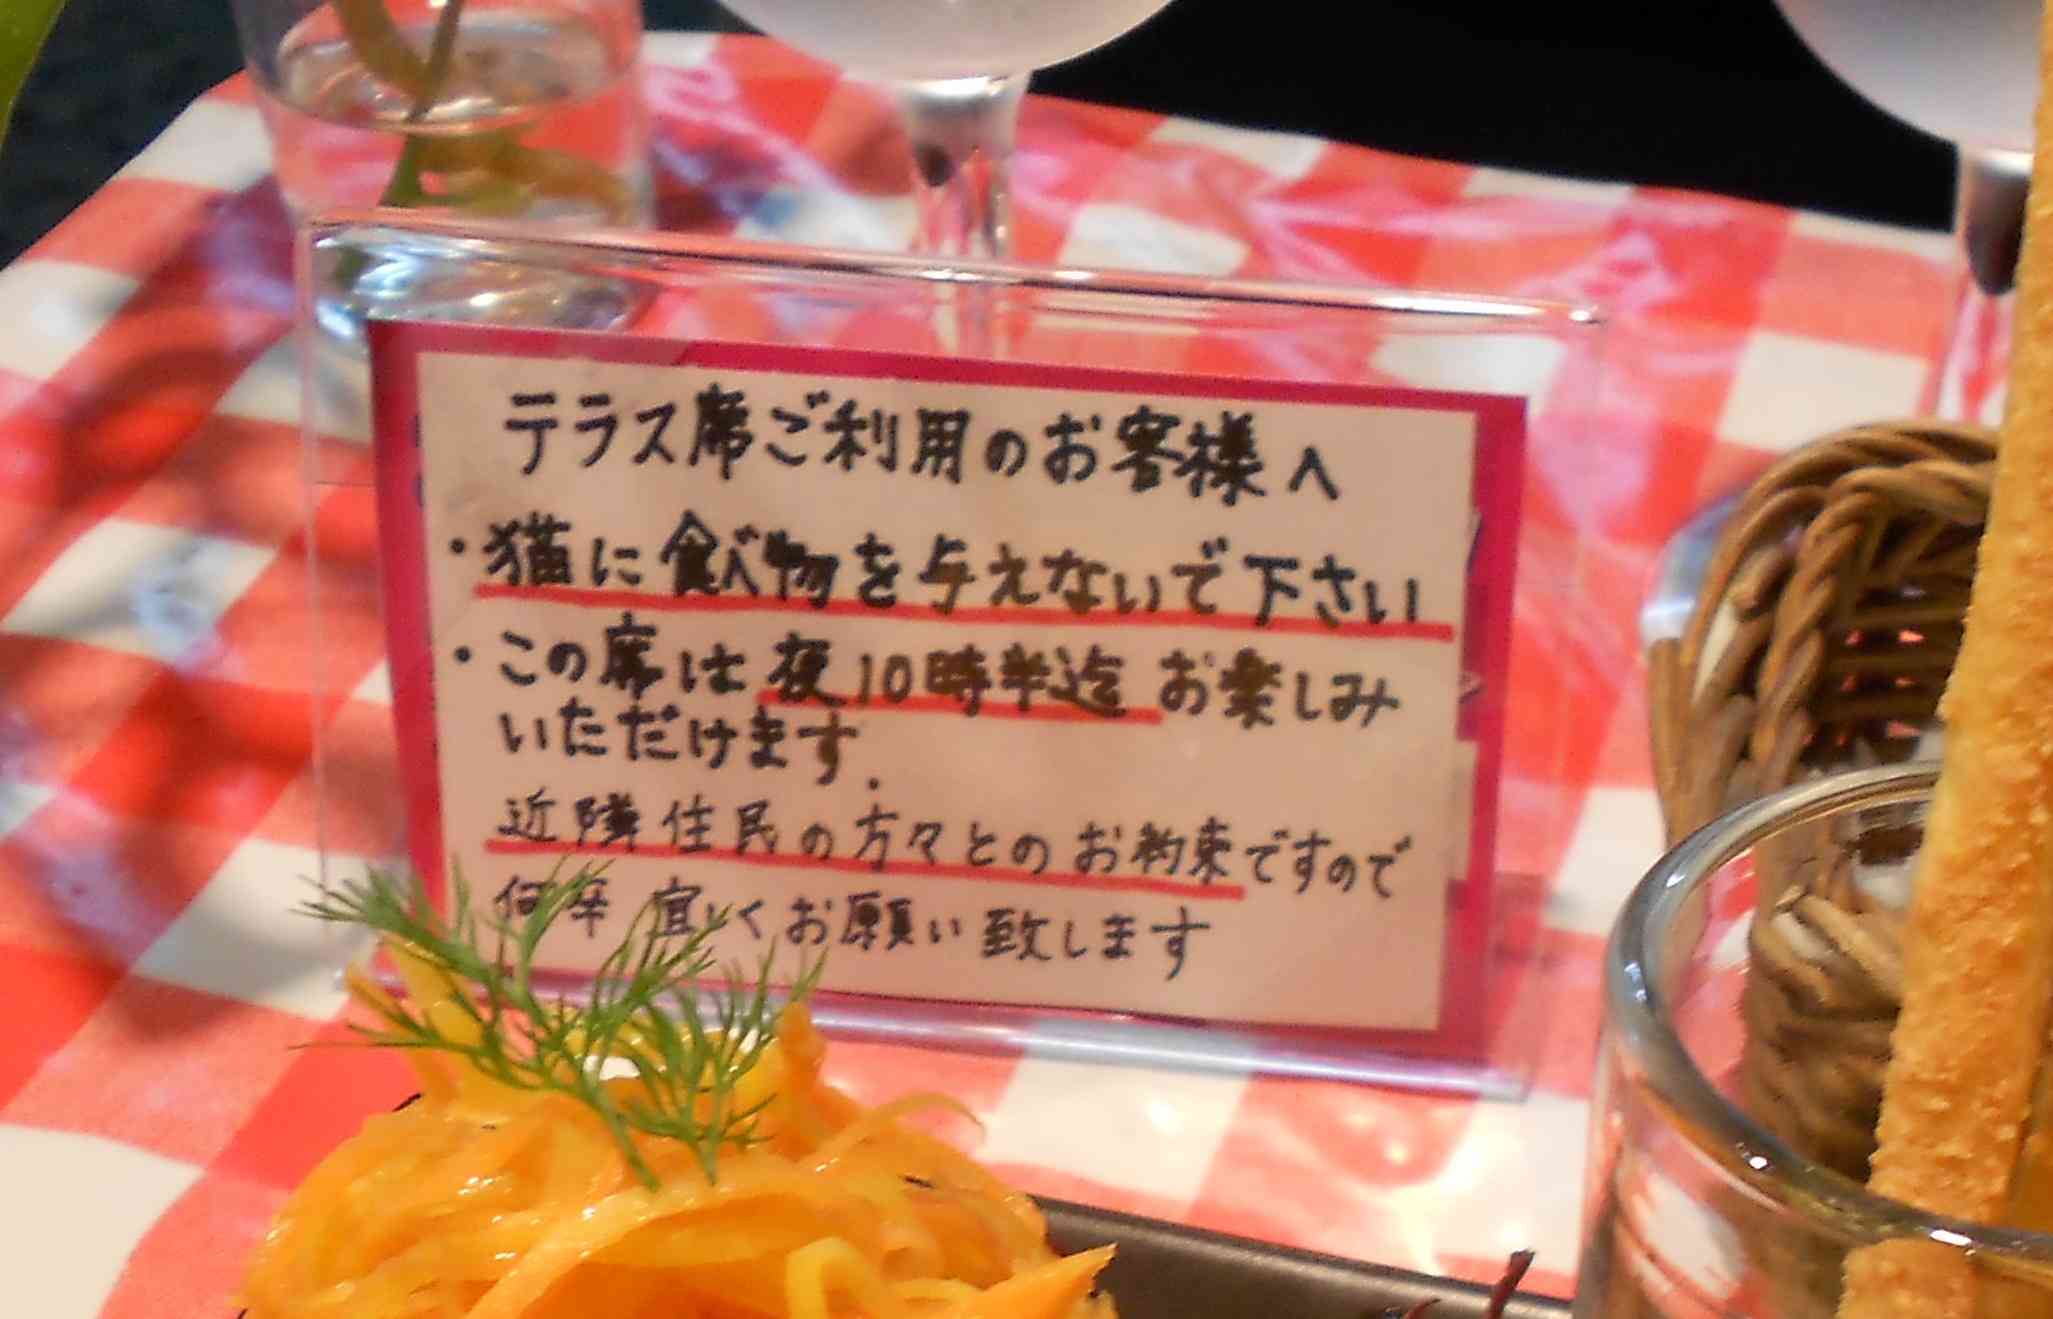 テラス席ご利用のお客様へ
・猫に食べ物を与えないで下さい
・この席は夜10時半迄お楽しみ
いただけます.
近隣住民の方々とのお約束ですので
何卒宜しくお願い致します